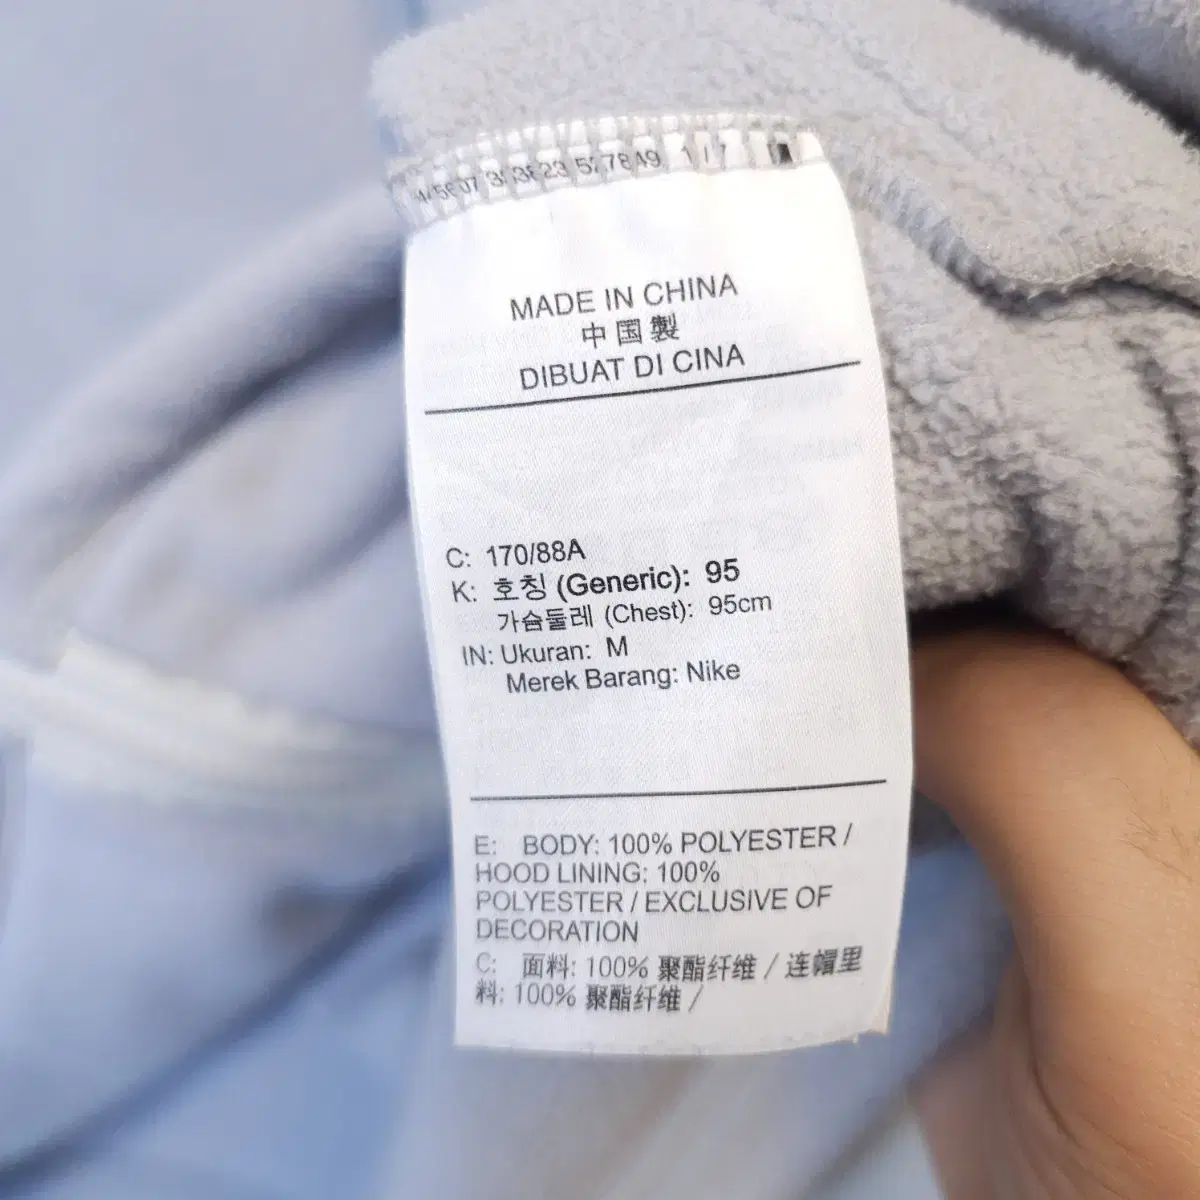 MADE IN CHINA
中国製
DIBUAT DI CINA
C: 170/88A
K: 호칭 (Generic): 95
가슴둘레 (Chest): 95cm
IN: Ukuran: M
Merek Barang: Nike
E: BODY: 100% POLYESTER /
HOOD LINING: 100%
POLYESTER / EXCLUSIVE OF
DECORATION
C: 面料: 100% 聚酯纤维 / 连帽里
料: 100% 聚酯纤维 /